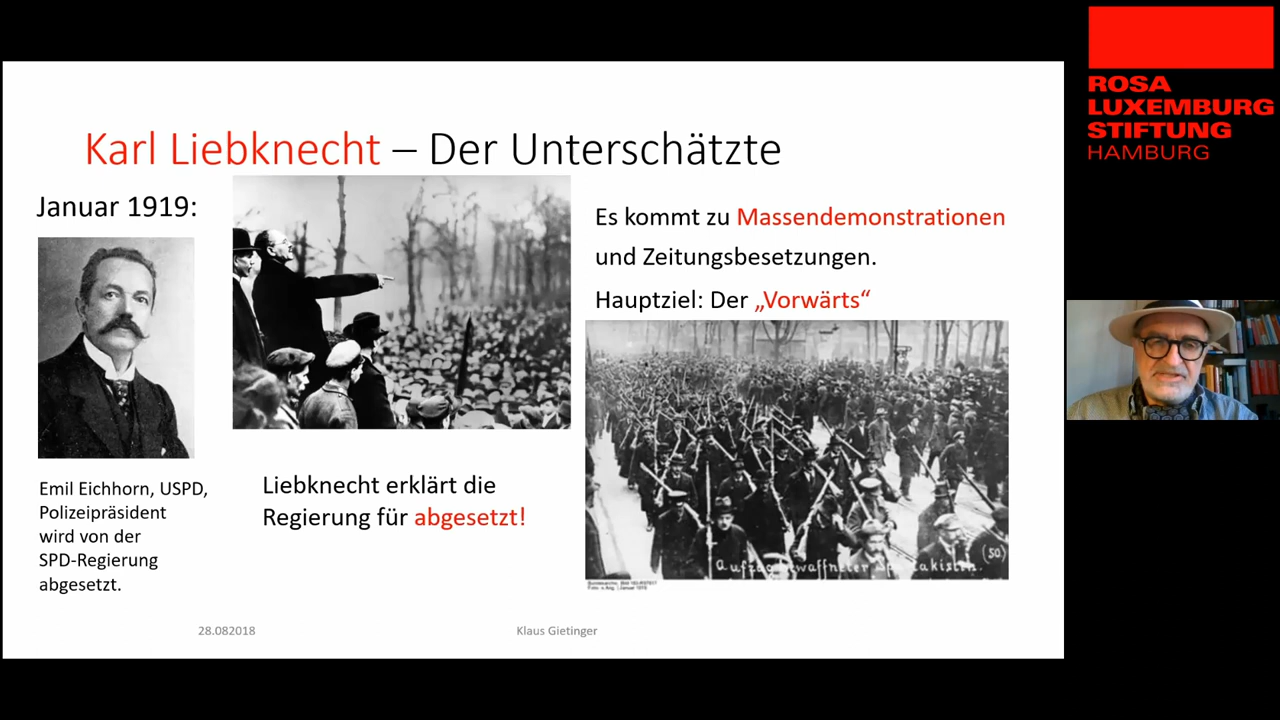 Karl Liebknecht – Der Unterschätzte
Januar 1919:
Emil Eichhorn, USPD,
Polizeipräsident
wird von der
SPD-Regierung
abgesetzt.
Liebknecht erklärt die
Regierung für abgesetzt!
Es kommt zu Massendemonstrationen
und Zeitungsbesetzungen.
Hauptziel: Der „Vorwärts“
(50)
28.082018
Klaus Gietinger
ROSA
LUXEMBURG
STIFTUNG
HAMBURG